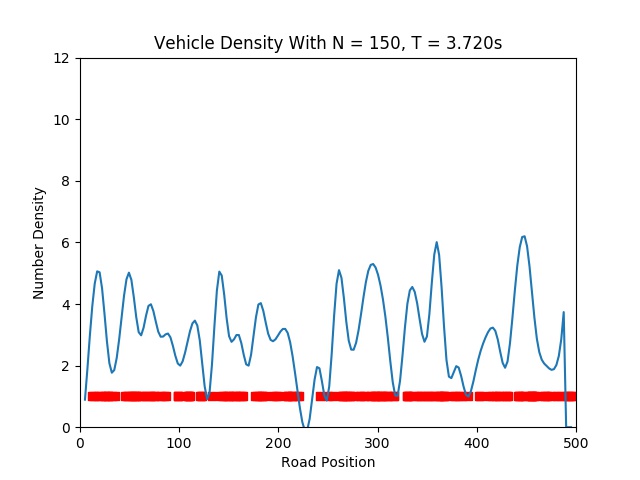 Vehicle Density With N = 150, T = 3.720s
12
10
8
6
4
2
0
Number Density
0 100 200 300 400 500
Road Position